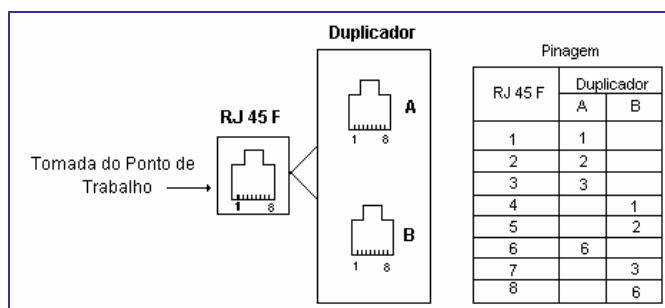 Duplicador
A
1 8
RJ 45 F
Tomada do Ponto de
Trabalho
1 8
B
1 8
Pinagem
RJ 45 F Duplicador
A B
1 1
2 2
3 3
4 1
5 2
6 6
7 3
8 6